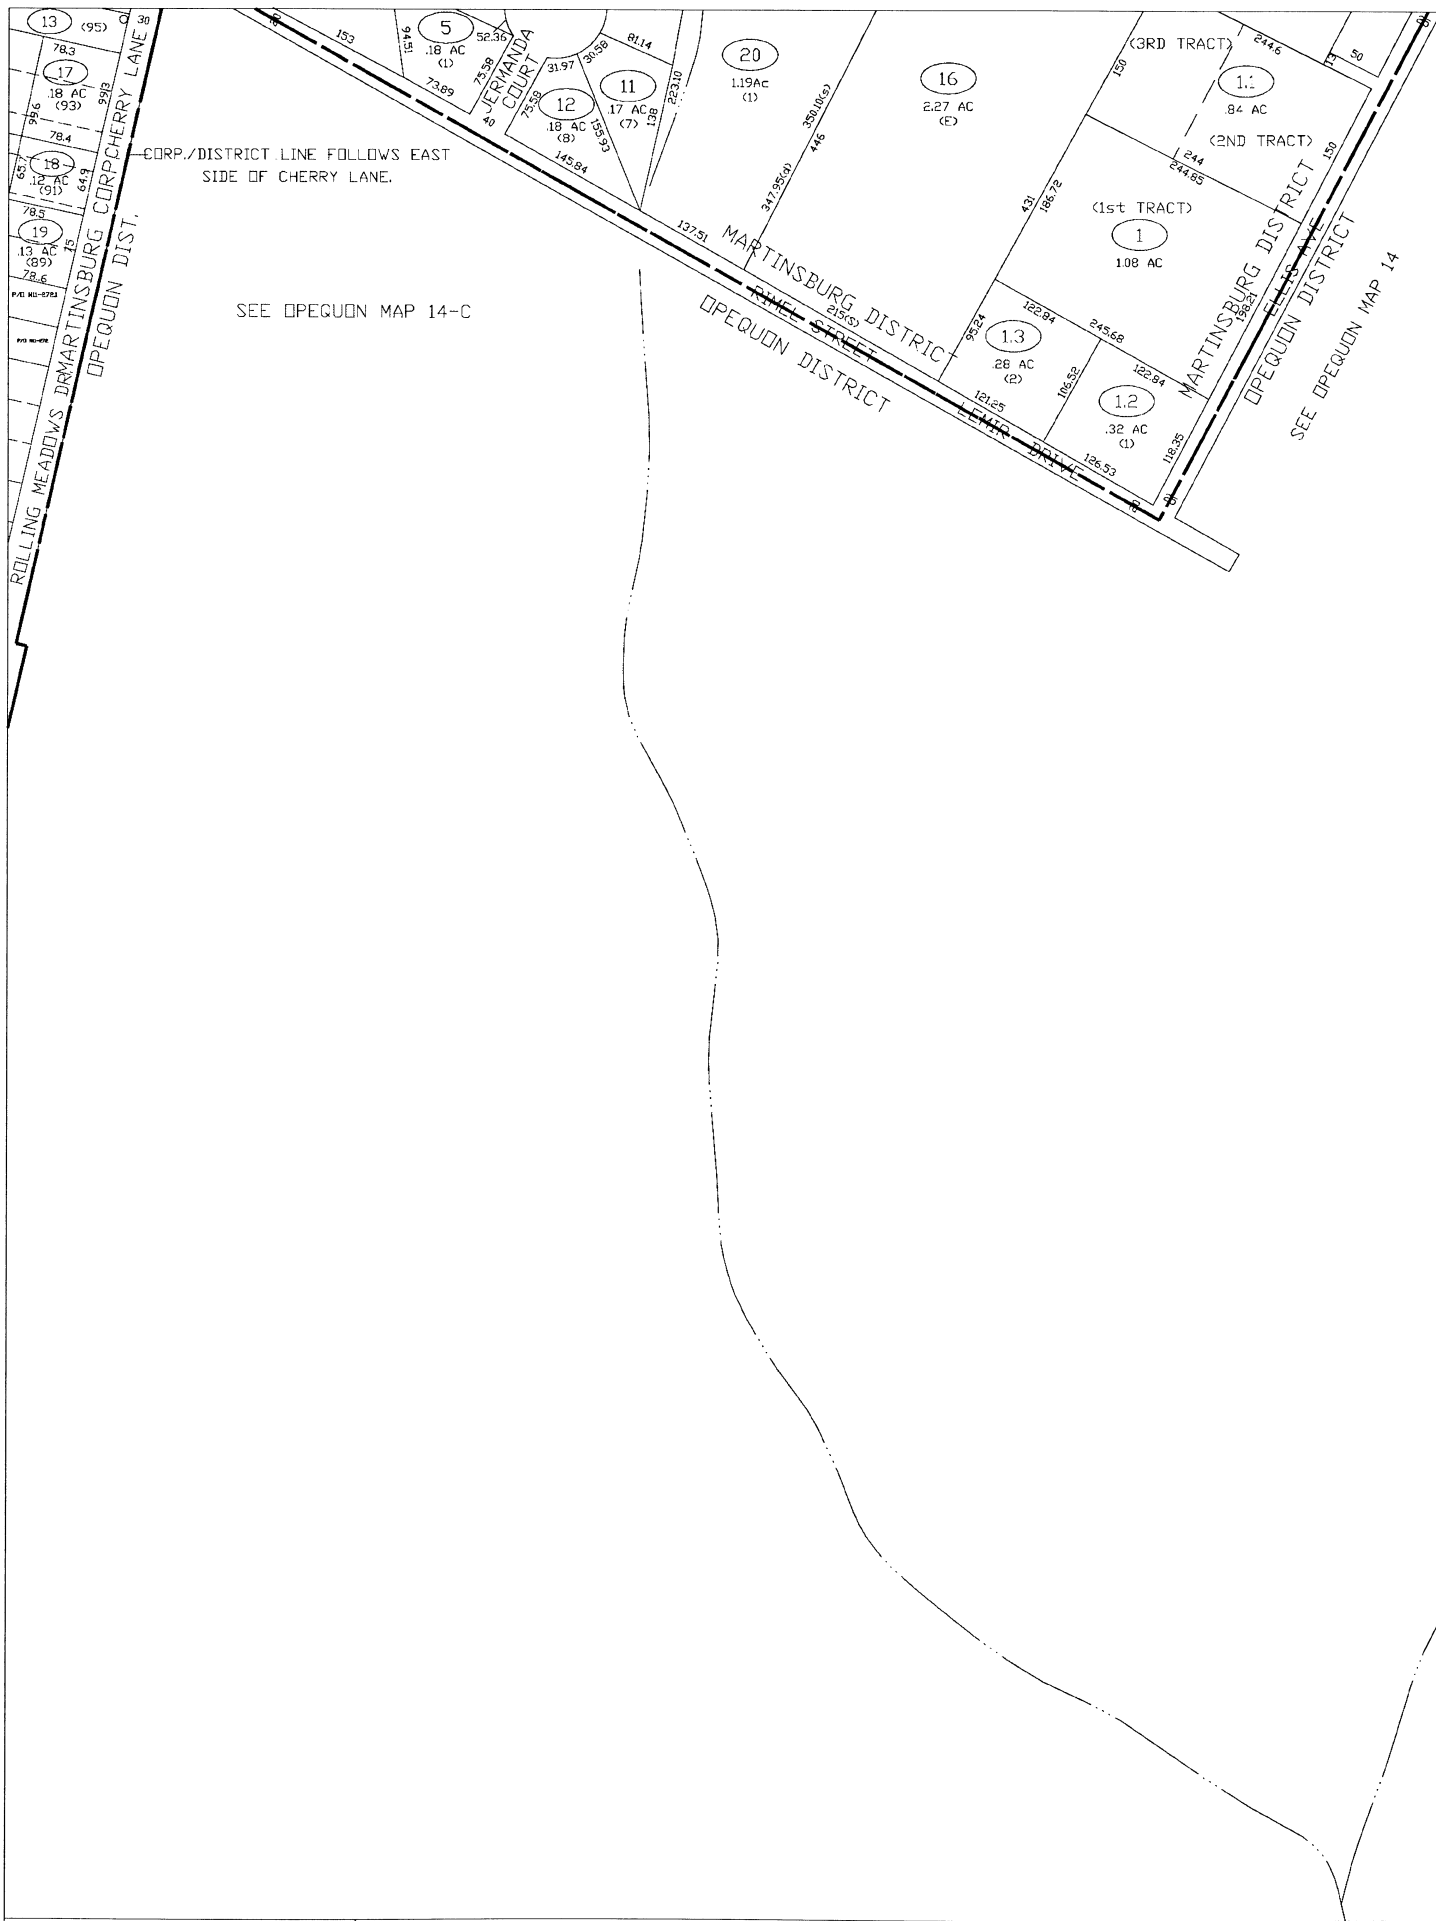 13 (95)
30
78.3
17
.18 AC
(93)
99.6
99.3
78.4
18
.12 AC
(91)
65.7
64.9
78.5
19
.13 AC
(89)
75
78.6
CHERRY LANE
MARTINSBURG CORP.
ROLLING MEADOWS DR.
OPEQUON DIST.
CORP./DISTRICT LINE FOLLOWS EAST
SIDE OF CHERRY LANE.
SEE OPEQUON MAP 14-C
20
153
94.51
5
.18 AC
(1)
52.36
73.89
75.58
JERMANDA
COURT
40
75.58
31.97
30.58
81.14
12
.18 AC
(8)
155.93
145.84
11
.17 AC
(7)
138
223.10
20
1.19Ac
(1)
137.51
350.10(s)
347.95(d)
446
16
2.27 AC
(E)
215(S)
MARTINSBURG DISTRICT
RIMEL STREET
OPEQUON DISTRICT
LEMIR DRIVE
(3RD TRACT)
150
244.6
13
50
1.1
.84 AC
(2ND TRACT)
150
244
244.85
431
186.72
(1st TRACT)
1
1.08 AC
198.21
122.84
245.68
122.84
95.24
1.3
.28 AC
(2)
121.25
106.52
1.2
.32 AC
(1)
126.53
118.35
20
MARTINSBURG DISTRICT
ELLIS AVE
OPEQUON DISTRICT
SEE OPEQUON MAP 14